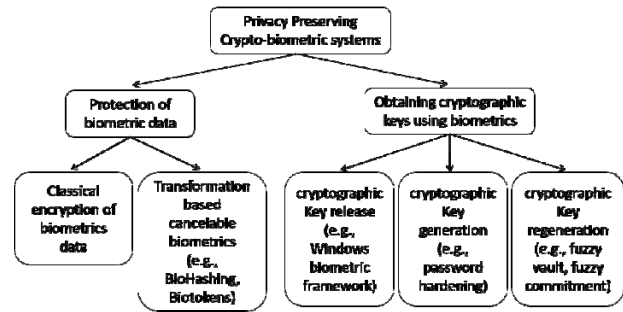 Privacy Preserving
Crypto-biometric systems
Protection of
biometric data
Obtaining cryptographic
keys using biometrics
Classical
encryption of
biometrics
data
Transformation
based
cancelable
biometrics
(e.g.,
BioHashing,
Biotokens)
cryptographic
Key release
(e.g.,
Windows
biometric
framework)
cryptographic
Key
generation
(e.g.,
password
hardening)
cryptographic
Key
regeneration
(e.g., fuzzy
vault, fuzzy
commitment)